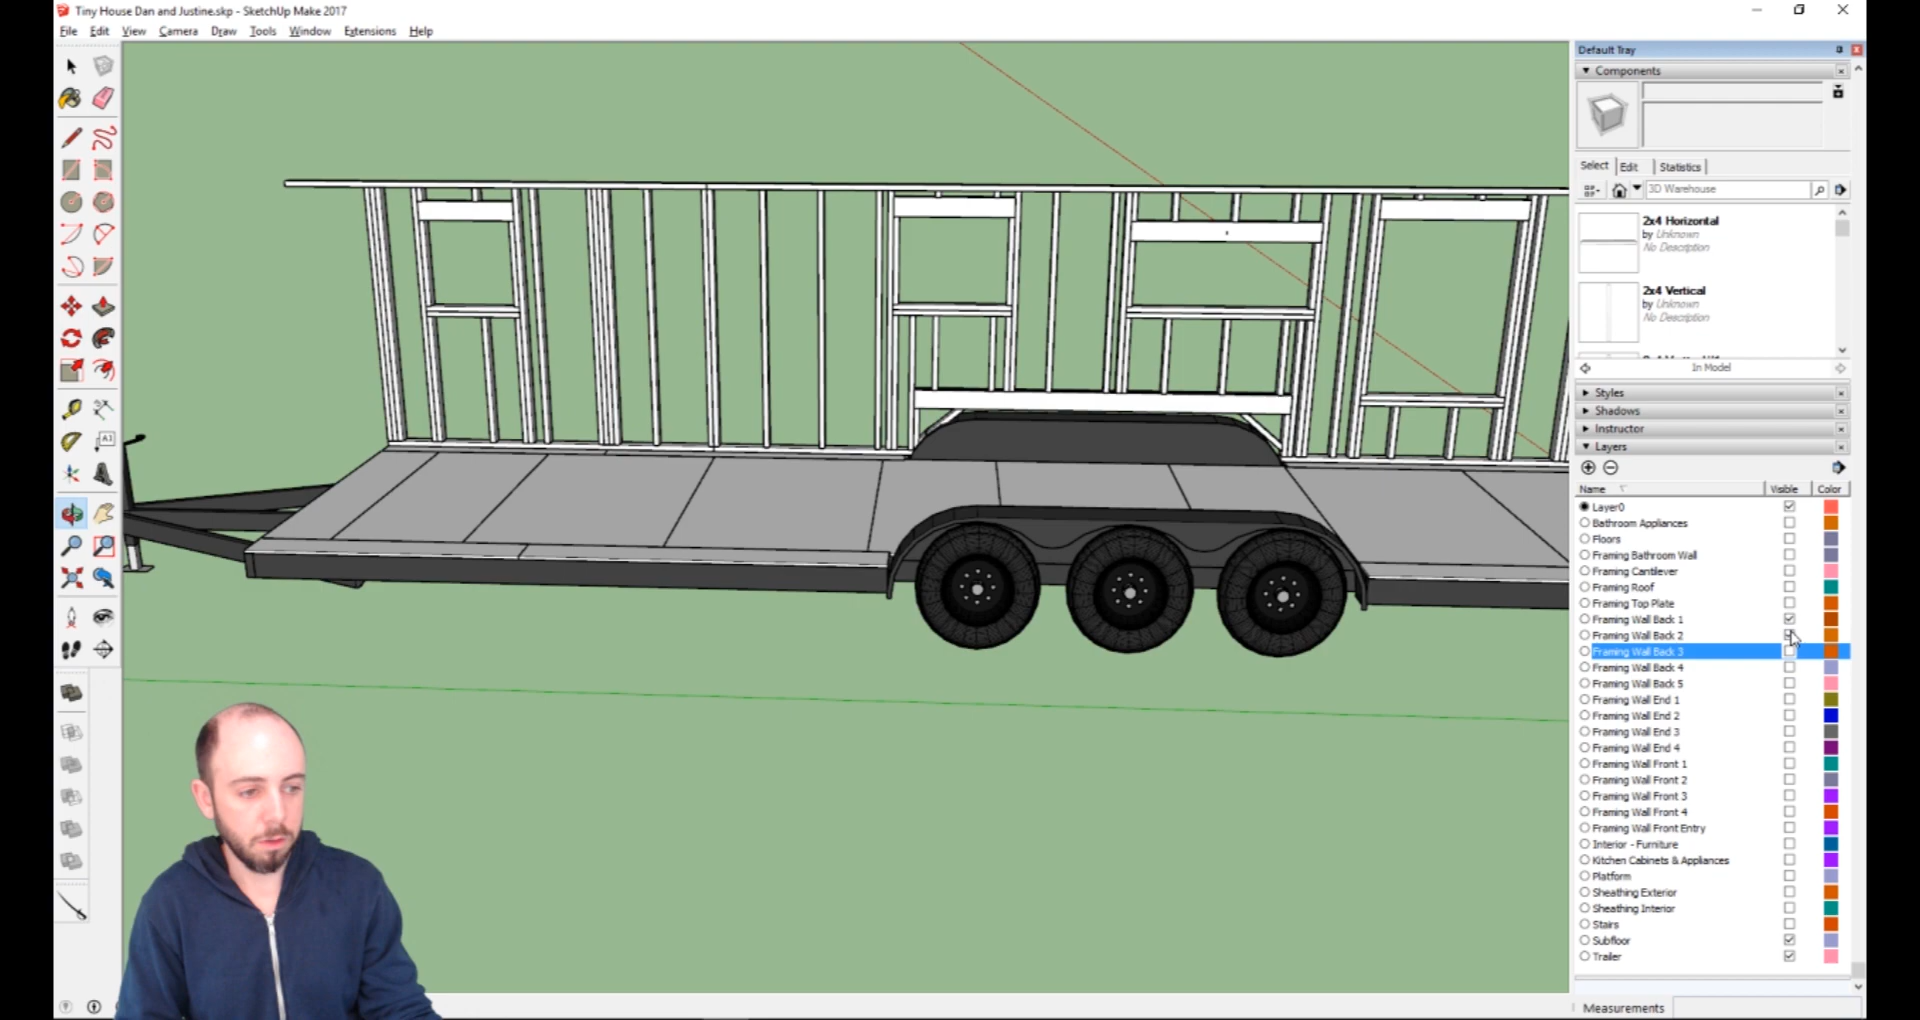 Tiny House Dan and Justine.skp - SketchUp Make 2017
File Edit View Camera Draw Tools Window Extensions Help
Default Tray
Components
Select Edit Statistics
3D Warehouse
2x4 Horizontal
by Unknown
No Description
2x4 Vertical
by Unknown
No Description
In Model
Styles
Shadows
Instructor
Layers
Name Visible Color
Layer0
Bathroom Appliances
Floors
Framing Bathroom Wall
Framing Cantilever
Framing Roof
Framing Top Plate
Framing Wall Back 1
Framing Wall Back 2
Framing Wall Back 3
Framing Wall Back 4
Framing Wall Back 5
Framing Wall End 1
Framing Wall End 2
Framing Wall End 3
Framing Wall End 4
Framing Wall Front 1
Framing Wall Front 2
Framing Wall Front 3
Framing Wall Front 4
Framing Wall Front Entry
Interior - Furniture
Kitchen Cabinets & Appliances
Platform
Sheathing Exterior
Sheathing Interior
Stairs
Subfloor
Trailer
Measurements